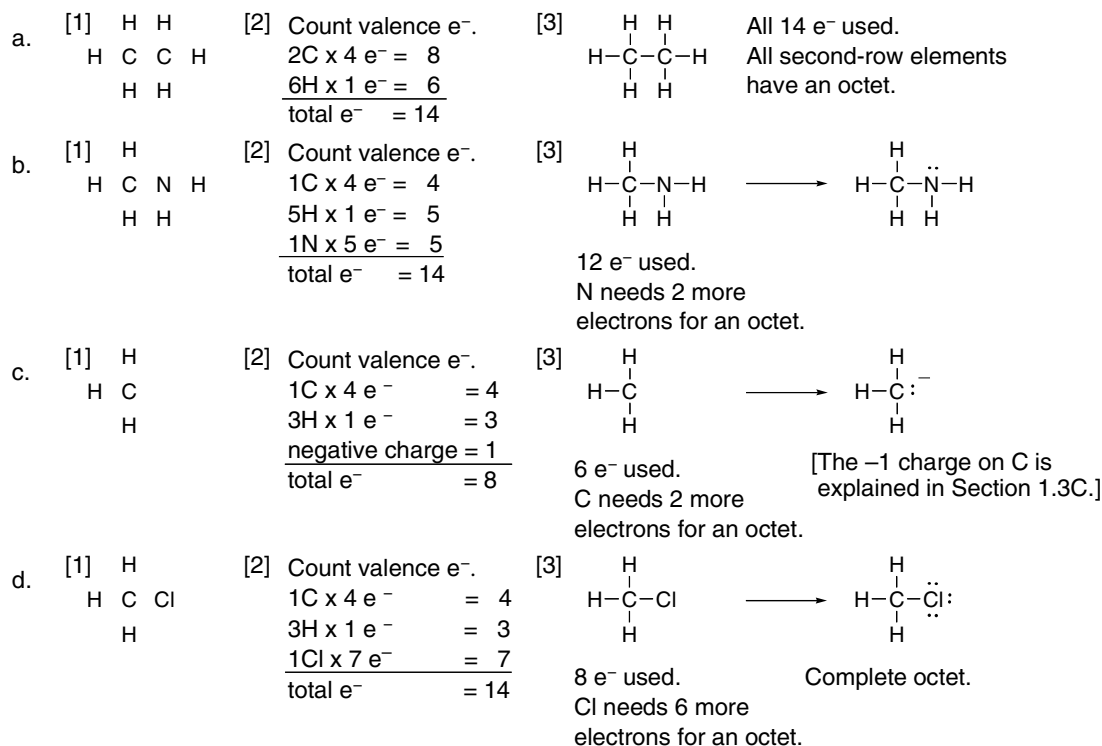 a. [1] H H [2] Count valence e–. [3] H H All 14 e– used.
H C C H 2C x 4 e– = 8 H–C–C–H All second-row elements
H H 6H x 1 e– = 6 H H have an octet.
total e– = 14
b. [1] H [2] Count valence e–. [3] H H
H C N H 1C x 4 e– = 4 H–C–N–H H–C–N–H
H H 5H x 1 e– = 5 H H H H
1N x 5 e– = 5
total e– = 14
12 e– used.
N needs 2 more
electrons for an octet.
c. [1] H [2] Count valence e–. [3] H H
H C 1C x 4 e – = 4 H–C H–C: –
H 3H x 1 e – = 3 H H
negative charge = 1
total e– = 8
6 e– used. [The –1 charge on C is
C needs 2 more explained in Section 1.3C.]
electrons for an octet.
d. [1] H [2] Count valence e–. [3] H H
H C Cl 1C x 4 e – = 4 H–C–Cl H–C–Cl:
H 3H x 1 e – = 3 H H
1Cl x 7 e– = 7
total e– = 14
8 e– used. Complete octet.
Cl needs 6 more
electrons for an octet.